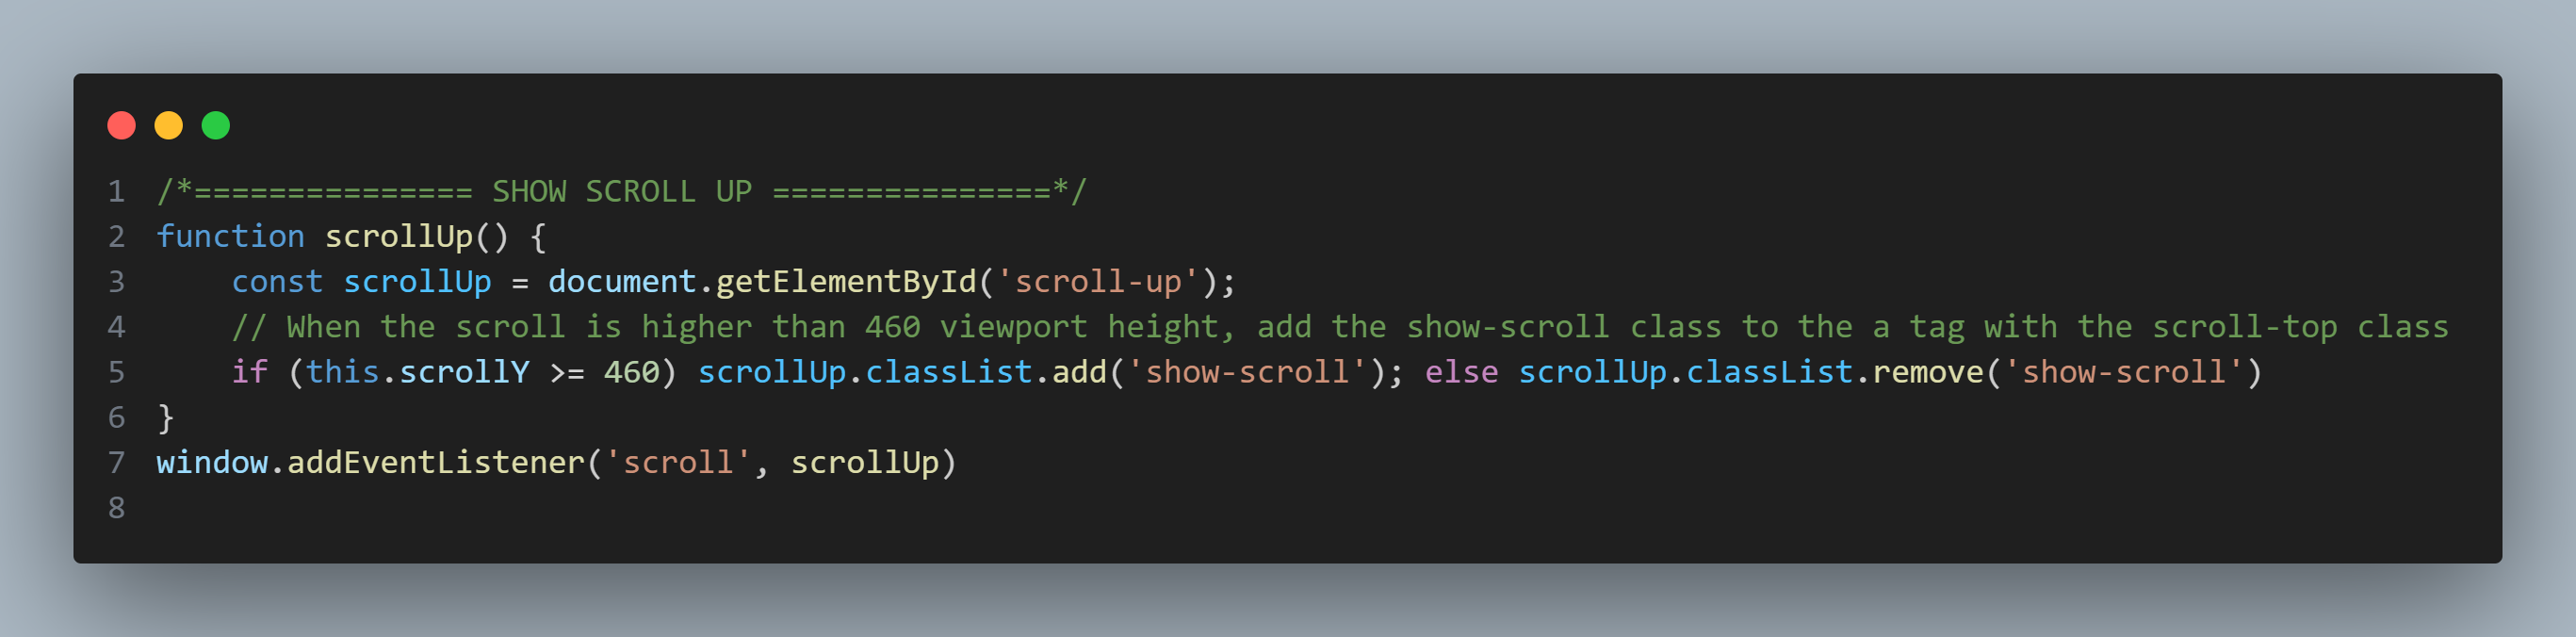 1 /*=============== SHOW SCROLL UP ===============*/
2 function scrollUp() {
3     const scrollUp = document.getElementById('scroll-up');
4     // When the scroll is higher than 460 viewport height, add the show-scroll class to the a tag with the scroll-top class
5     if (this.scrollY >= 460) scrollUp.classList.add('show-scroll'); else scrollUp.classList.remove('show-scroll')
6 }
7 window.addEventListener('scroll', scrollUp)
8